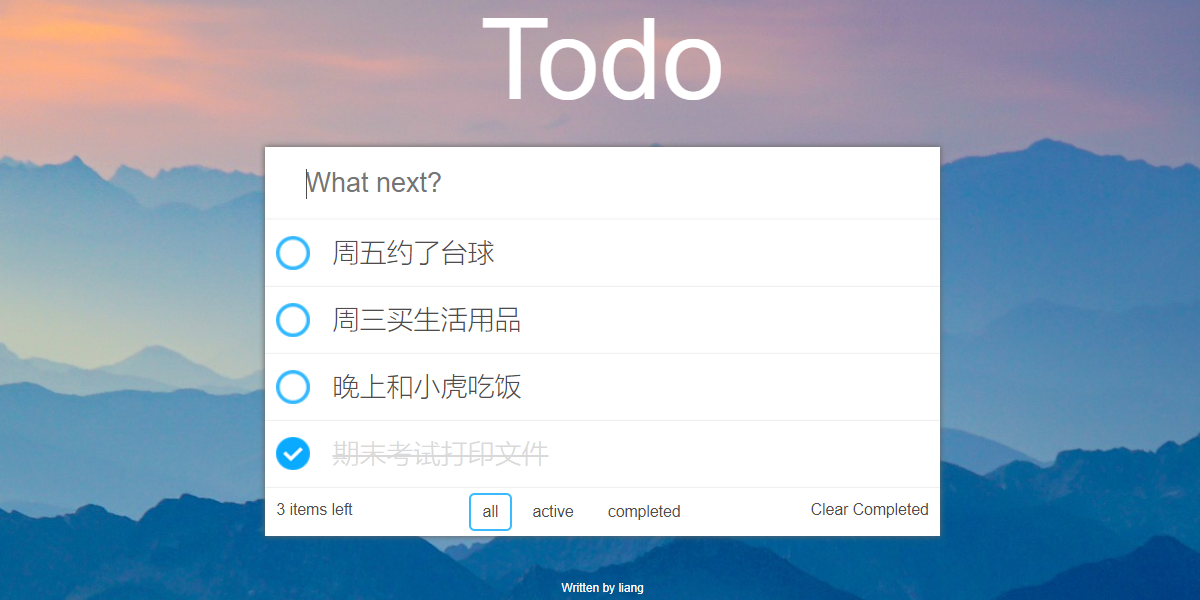 Todo
What next?
周五约了台球
周三买生活用品
晚上和小虎吃饭
期末考试打印文件
3 items left all active completed Clear Completed
Written by liang